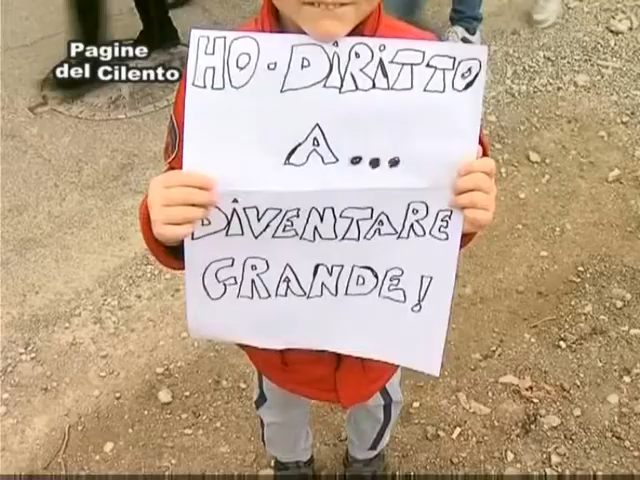 Pagine
del Cilento
HO - DIRITTO
A...
DIVENTARE
GRANDE!